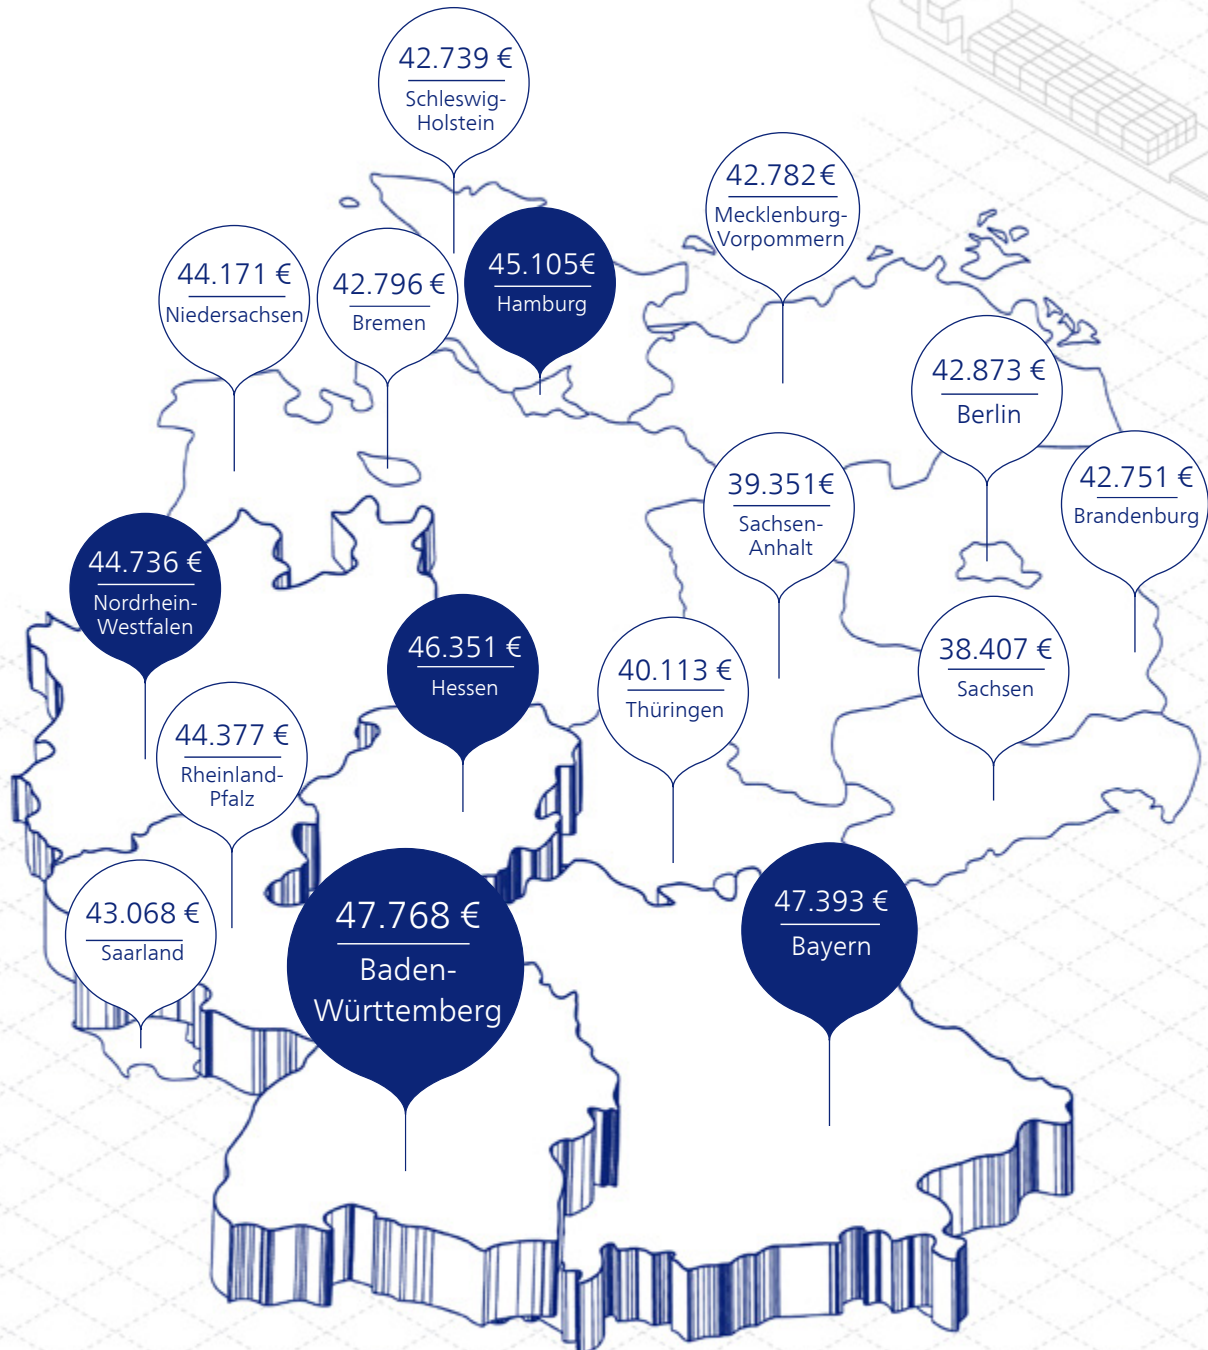 42.739 €
Schleswig-
Holstein
42.782 €
Mecklenburg-
Vorpommern
44.171 €
Niedersachsen
42.796 €
Bremen
45.105€
Hamburg
42.873 €
Berlin
39.351€
Sachsen-
Anhalt
42.751 €
Brandenburg
44.736 €
Nordrhein-
Westfalen
46.351 €
Hessen
40.113 €
Thüringen
38.407 €
Sachsen
44.377 €
Rheinland-
Pfalz
43.068 €
Saarland
47.768 €
Baden-
Württemberg
47.393 €
Bayern